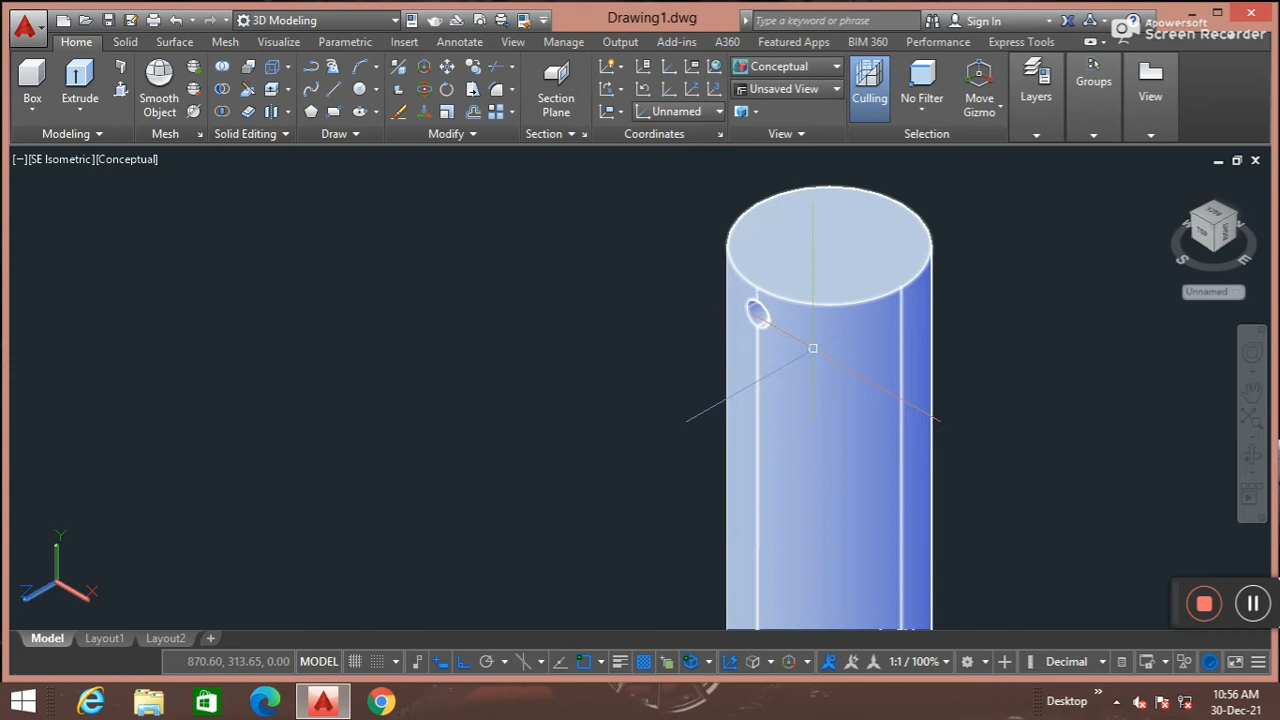 3D Modeling
Drawing1.dwg
Type a keyword or phrase
Sign In
Apowersoft
Screen Recorder
Home Solid Surface Mesh Visualize Parametric Insert Annotate View Manage Output Add-ins A360 Featured Apps BIM 360 Performance Express Tools
Box
Extrude
Smooth
Object
Section
Plane
Conceptual
Unsaved View
Unnamed
Culling
No Filter
Move
Gizmo
Layers
Groups
View
Modeling
Mesh
Solid Editing
Draw
Modify
Section
Coordinates
View
Selection
[−][SE Isometric][Conceptual]
W
N
S
E
TOP
Unnamed
Y
Z
X
Model Layout1 Layout2 +
870.60, 313.65, 0.00 MODEL
1:1 / 100%
Decimal
Desktop
10:56 AM
30-Dec-21